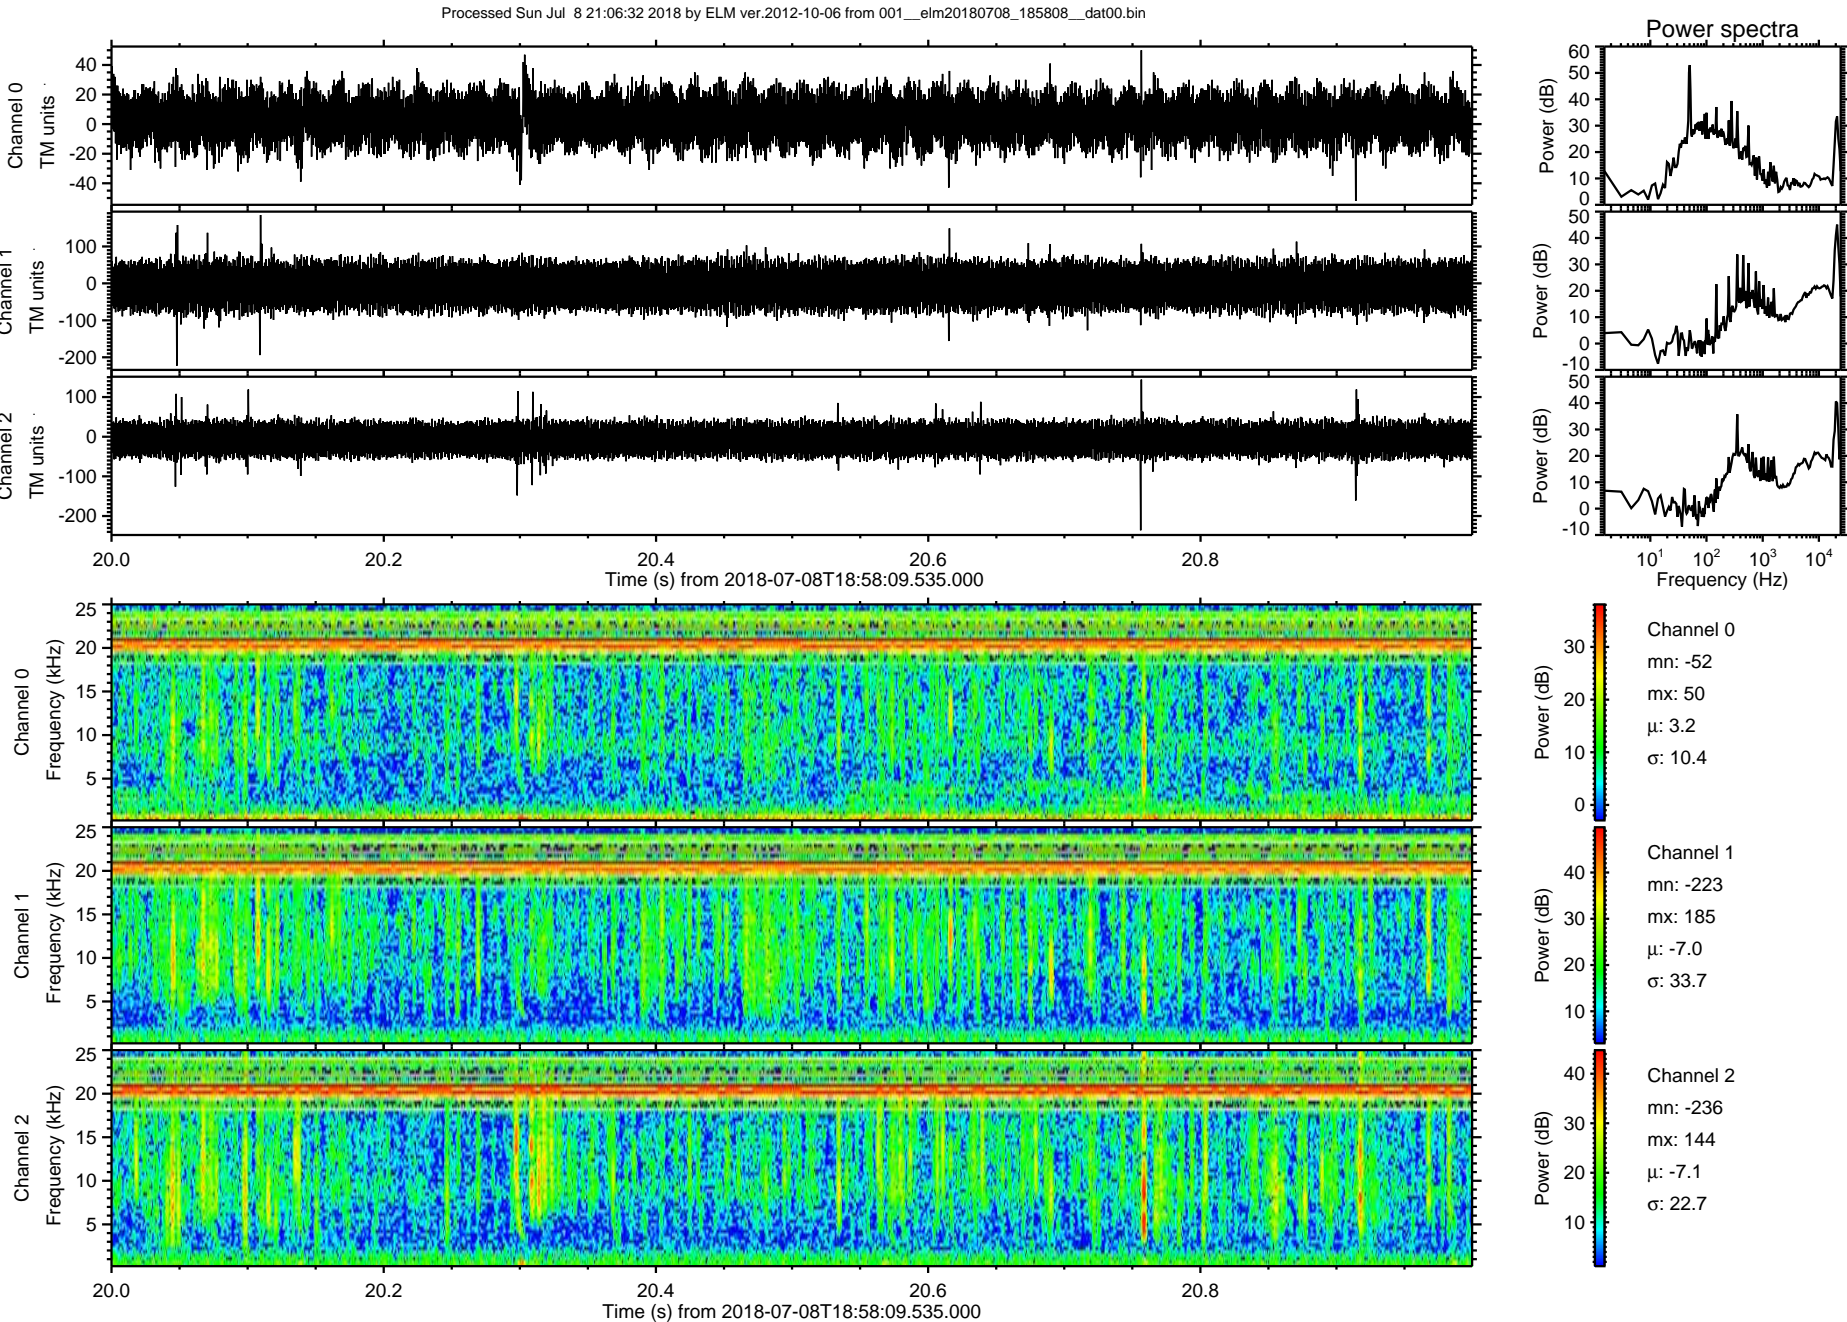 Processed Sun Jul  8 21:06:32 2018 by ELM ver.2012-10-06 from 001__elm20180708_185808__dat00.bin
Power spectra
Channel 0
TM units
40
20
0
-20
-40
Power (dB)
60
50
40
30
20
10
0
Channel 1
TM units
100
0
-100
-200
Power (dB)
50
40
30
20
10
0
-10
Channel 2
TM units
100
0
-100
-200
Power (dB)
50
40
30
20
10
0
-10
20.0 20.2 20.4 20.6 20.8
Time (s) from 2018-07-08T18:58:09.535.000
10¹ 10² 10³ 10⁴
Frequency (Hz)
Channel 0
Frequency (kHz)
25
20
15
10
5
Power (dB)
30
20
10
0
Channel 0
mn: -52
mx: 50
μ: 3.2
σ: 10.4
Channel 1
Frequency (kHz)
25
20
15
10
5
Power (dB)
40
30
20
10
Channel 1
mn: -223
mx: 185
μ: -7.0
σ: 33.7
Channel 2
Frequency (kHz)
25
20
15
10
5
Power (dB)
40
30
20
10
Channel 2
mn: -236
mx: 144
μ: -7.1
σ: 22.7
20.0 20.2 20.4 20.6 20.8
Time (s) from 2018-07-08T18:58:09.535.000